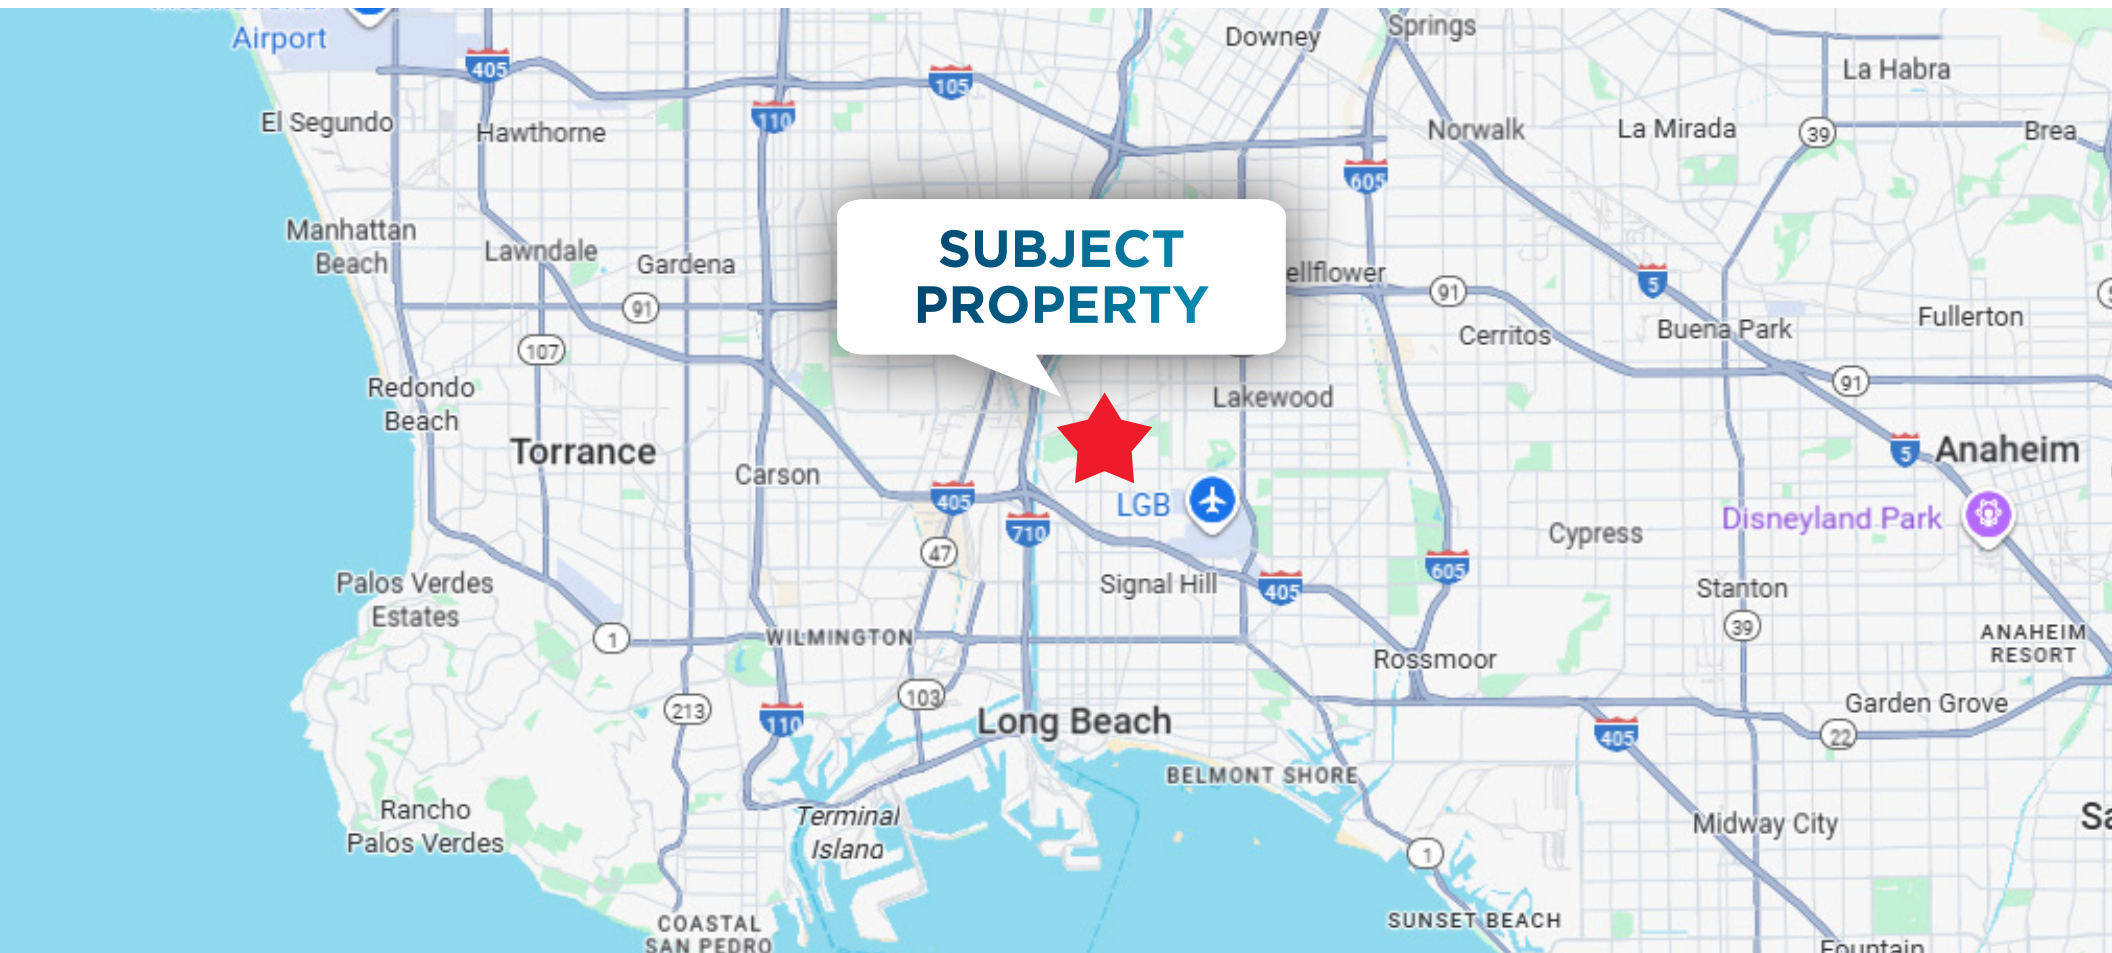 International
Airport
405
105
110
Downey
Springs
La Habra
El Segundo
Hawthorne
Norwalk
La Mirada
39
Brea
605
Manhattan
Beach
Lawndale
Gardena
SUBJECT
PROPERTY
ellflower
91
5
91
107
Cerritos
Buena Park
Fullerton
Redondo
Beach
Lakewood
91
Torrance
Carson
5
Anaheim
405
710
LGB
Disneyland Park
47
Cypress
Palos Verdes
Estates
Signal Hill
405
605
Stanton
1
WILMINGTON
39
ANAHEIM
RESORT
Rossmoor
213
110
103
Long Beach
Garden Grove
405
22
BELMONT SHORE
Rancho
Palos Verdes
Terminal
Island
Midway City
Sa
1
COASTAL
SAN PEDRO
SUNSET BEACH
Fountain